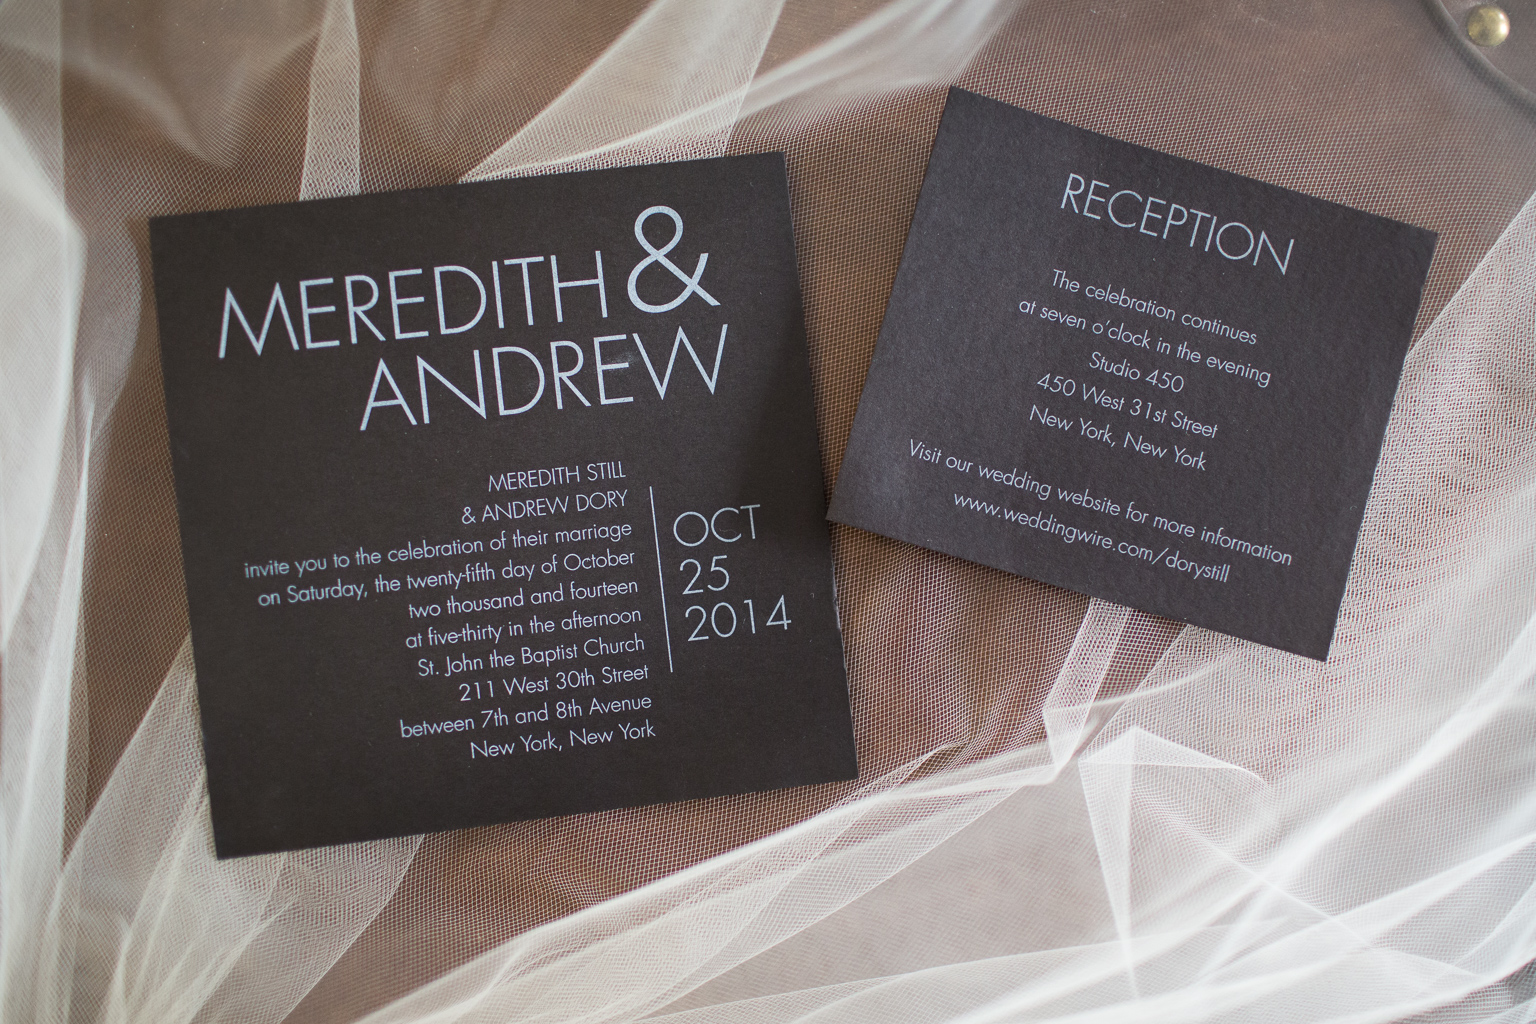 MEREDITH &
ANDREW
MEREDITH STILL
& ANDREW DORY
invite you to the celebration of their marriage
on Saturday, the twenty-fifth day of October
two thousand and fourteen
at five-thirty in the afternoon
St. John the Baptist Church
211 West 30th Street
between 7th and 8th Avenue
New York, New York
OCT
25
2014
RECEPTION
The celebration continues
at seven o'clock in the evening
Studio 450
450 West 31st Street
New York, New York
Visit our wedding website for more information
www.weddingwire.com/dorystill